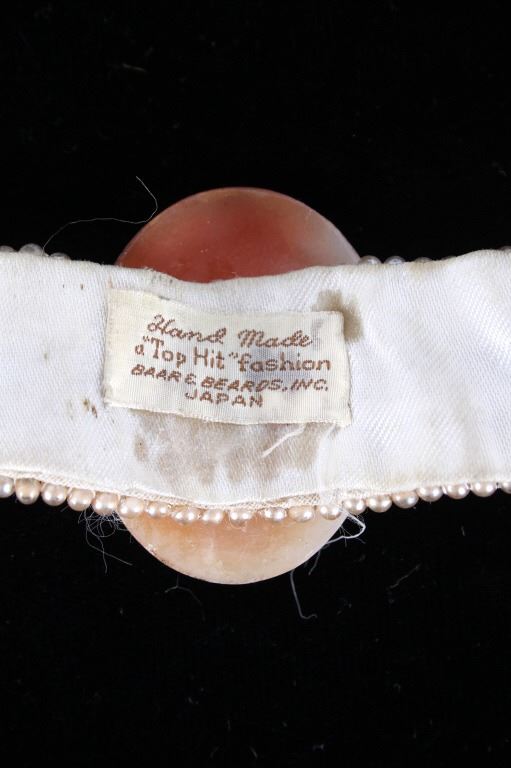 Hand Made
a "Top Hit" fashion
BAAR & BEARDS, INC.
JAPAN